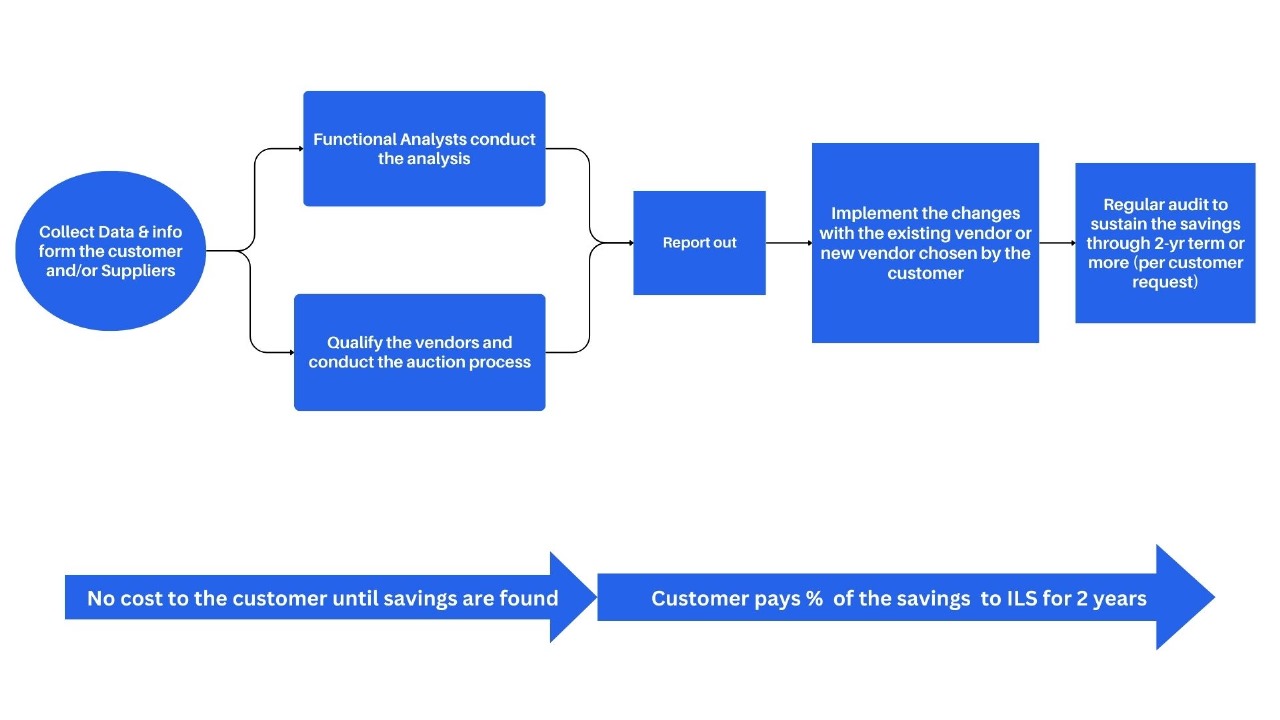 Collect Data & info
form the customer
and/or Suppliers
Functional Analysts conduct
the analysis
Qualify the vendors and
conduct the auction process
Report out
Implement the changes
with the existing vendor or
new vendor chosen by the
customer
Regular audit to
sustain the savings
through 2-yr term or
more (per customer
request)
No cost to the customer until savings are found
Customer pays %  of the savings  to ILS for 2 years